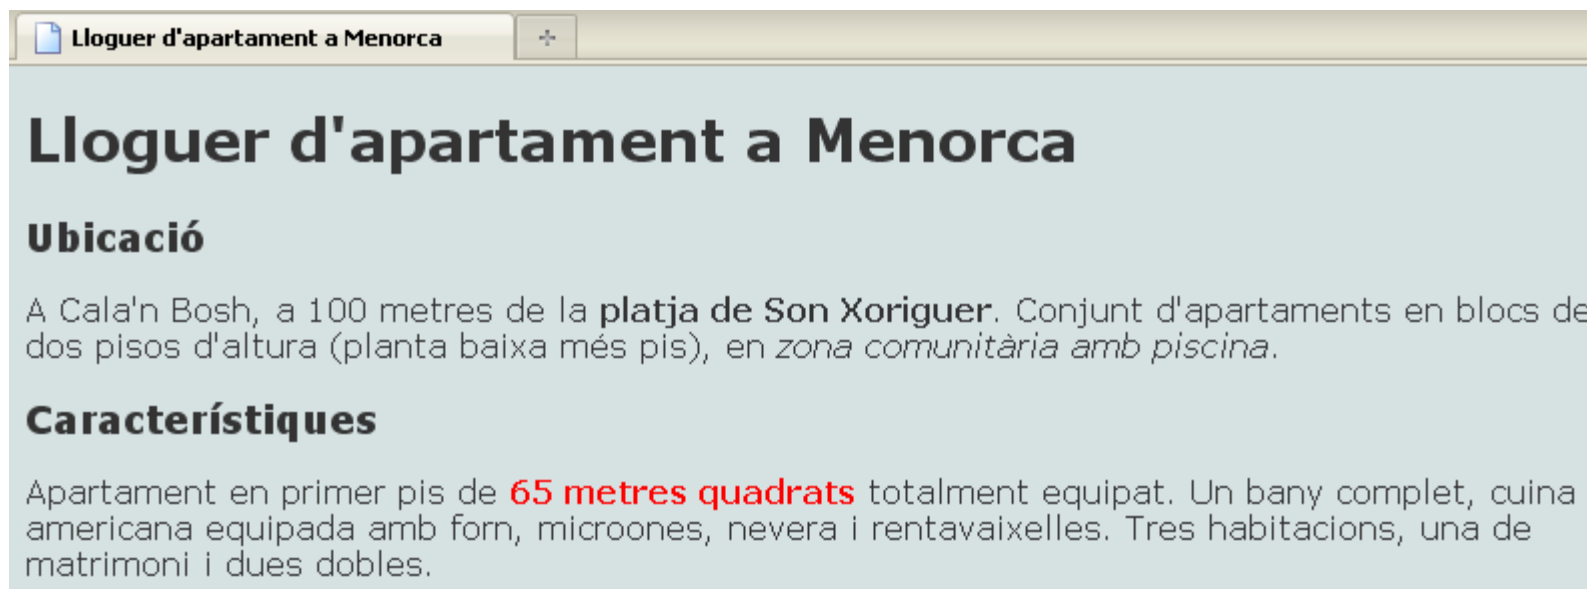 Lloguer d'apartament a Menorca
Lloguer d'apartament a Menorca
Ubicació
A Cala'n Bosh, a 100 metres de la platja de Son Xoriguer. Conjunt d'apartaments en blocs de
dos pisos d'altura (planta baixa més pis), en zona comunitària amb piscina.
Característiques
Apartament en primer pis de 65 metres quadrats totalment equipat. Un bany complet, cuina
americana equipada amb forn, microones, nevera i rentavaixelles. Tres habitacions, una de
matrimoni i dues dobles.